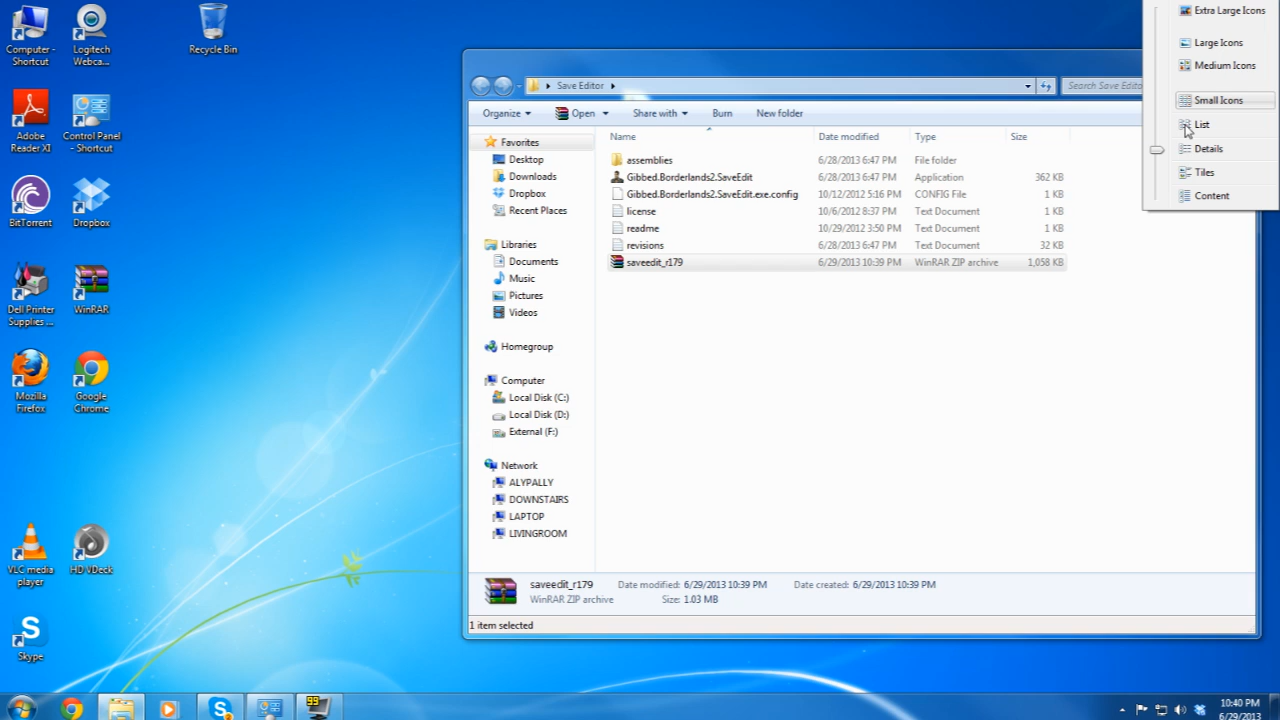 Computer -
Shortcut
Logitech
Webca...
Recycle Bin
Adobe
Reader XI
Control Panel
- Shortcut
BitTorrent
Dropbox
Dell Printer
Supplies ...
WinRAR
Mozilla
Firefox
Google
Chrome
VLC media
player
HD VDeck
Skype
Save Editor
Search Save Edito
Organize
Open
Share with
Burn
New folder
Favorites
Desktop
Downloads
Dropbox
Recent Places
Libraries
Documents
Music
Pictures
Videos
Homegroup
Computer
Local Disk (C:)
Local Disk (D:)
External (F:)
Network
ALYPALLY
DOWNSTAIRS
LAPTOP
LIVINGROOM
Name Date modified Type Size
assemblies 6/28/2013 6:47 PM File folder
Gibbed.Borderlands2.SaveEdit 6/28/2013 6:47 PM Application 362 KB
Gibbed.Borderlands2.SaveEdit.exe.config 10/12/2012 5:16 PM CONFIG File 1 KB
license 10/6/2012 8:37 PM Text Document 1 KB
readme 10/29/2012 3:50 PM Text Document 1 KB
revisions 6/28/2013 6:47 PM Text Document 32 KB
saveedit_r179 6/29/2013 10:39 PM WinRAR ZIP archive 1,058 KB
saveedit_r179 Date modified: 6/29/2013 10:39 PM Date created: 6/29/2013 10:39 PM
WinRAR ZIP archive Size: 1.03 MB
1 item selected
Extra Large Icons
Large Icons
Medium Icons
Small Icons
List
Details
Tiles
Content
99
10:40 PM
6/29/2013